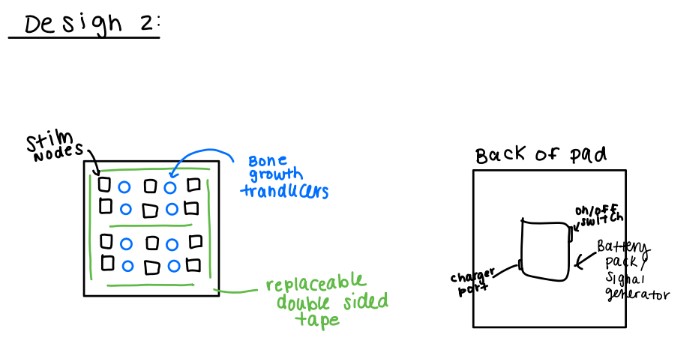 Design 2:
Stim
Nodes
Bone
growth
tranducers
replaceable
double sided
tape
Back of pad
on/off
switch
Battery
pack/
signal
generator
charger
port